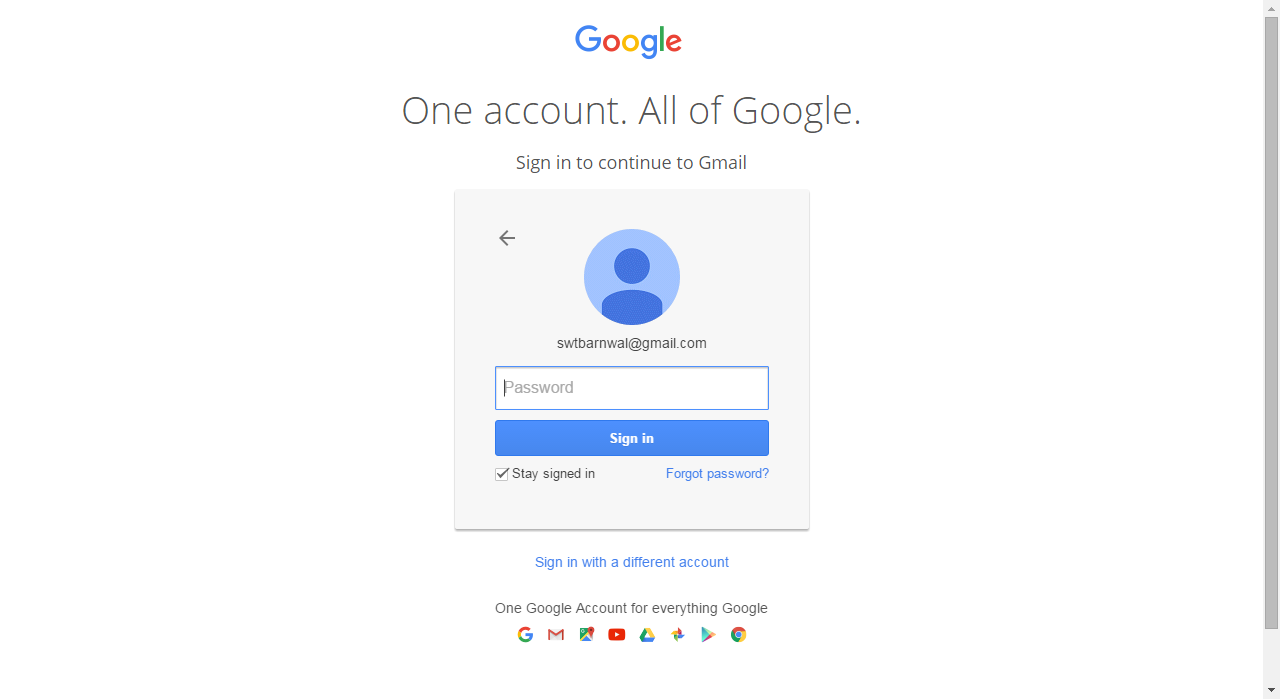 Google
One account. All of Google.
Sign in to continue to Gmail
swtbarnwal@gmail.com
Password
Sign in
Stay signed in
Forgot password?
Sign in with a different account
One Google Account for everything Google